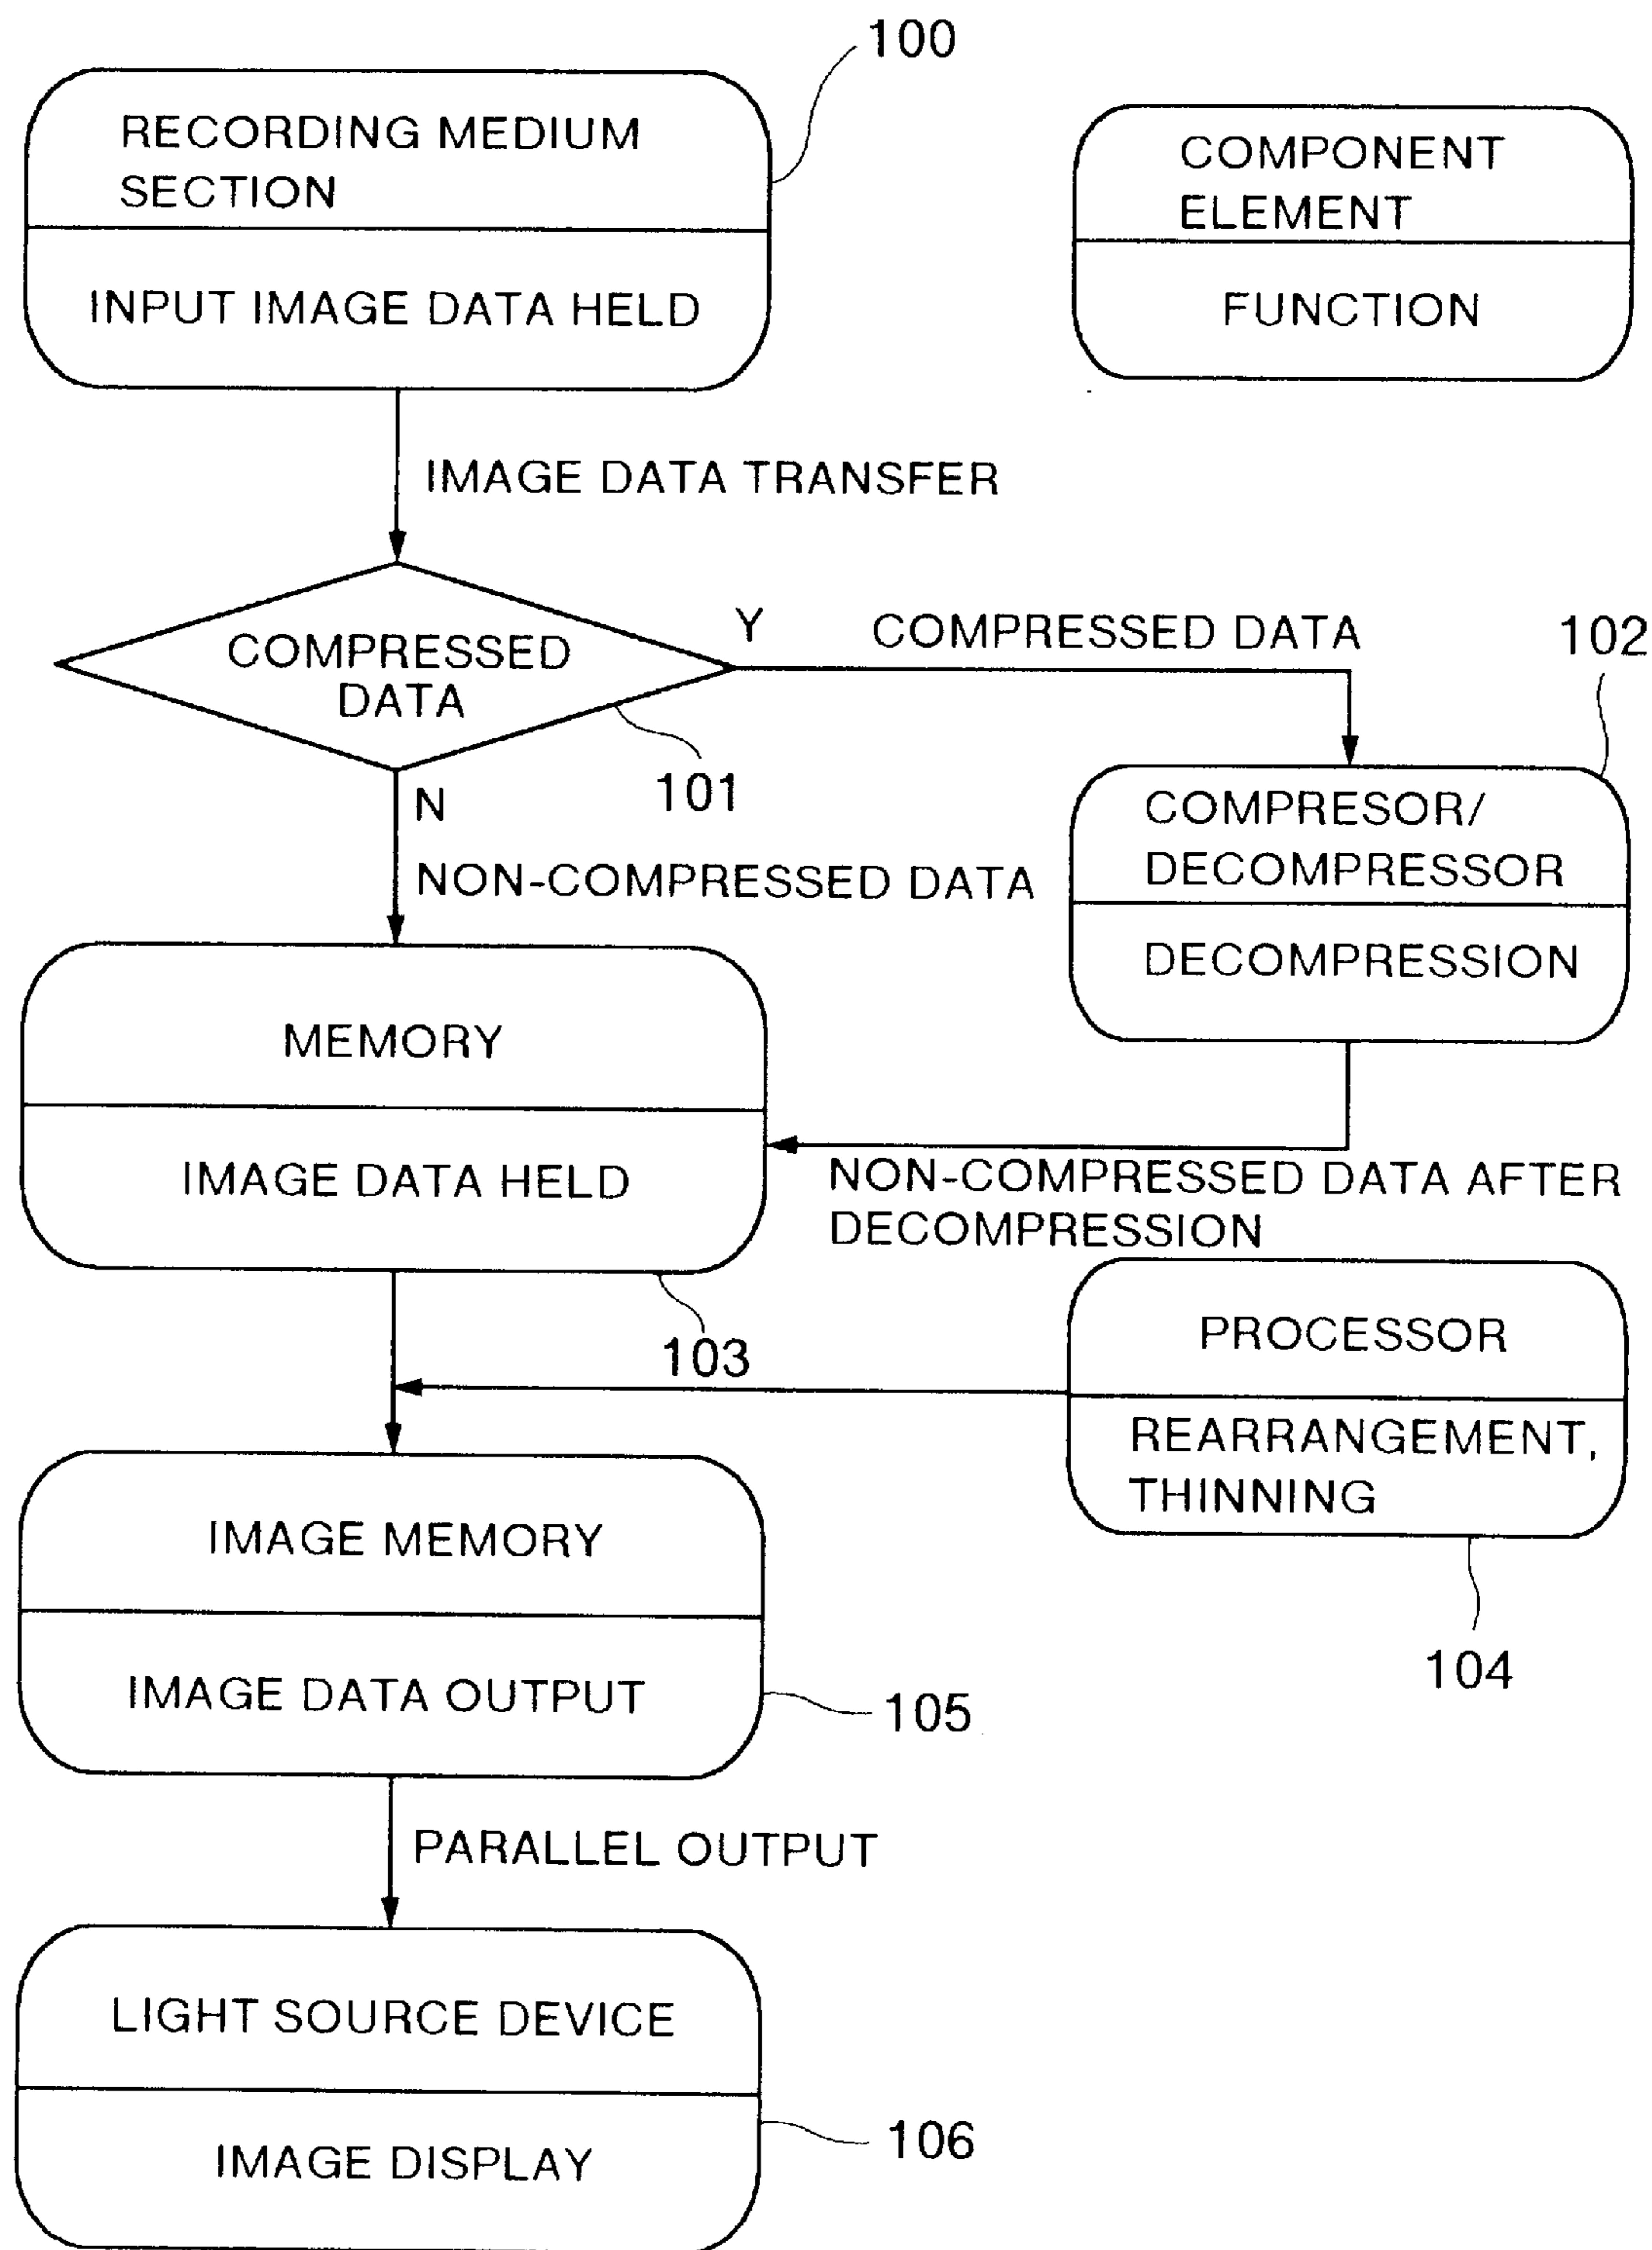 100
RECORDING MEDIUM
SECTION
INPUT IMAGE DATA HELD
COMPONENT
ELEMENT
FUNCTION
IMAGE DATA TRANSFER
COMPRESSED
DATA
Y
COMPRESSED DATA
102
101
N
NON-COMPRESSED DATA
COMPRESOR/
DECOMPRESSOR
DECOMPRESSION
MEMORY
IMAGE DATA HELD
NON-COMPRESSED DATA AFTER
DECOMPRESSION
103
PROCESSOR
REARRANGEMENT,
THINNING
104
IMAGE MEMORY
IMAGE DATA OUTPUT
105
PARALLEL OUTPUT
LIGHT SOURCE DEVICE
IMAGE DISPLAY
106